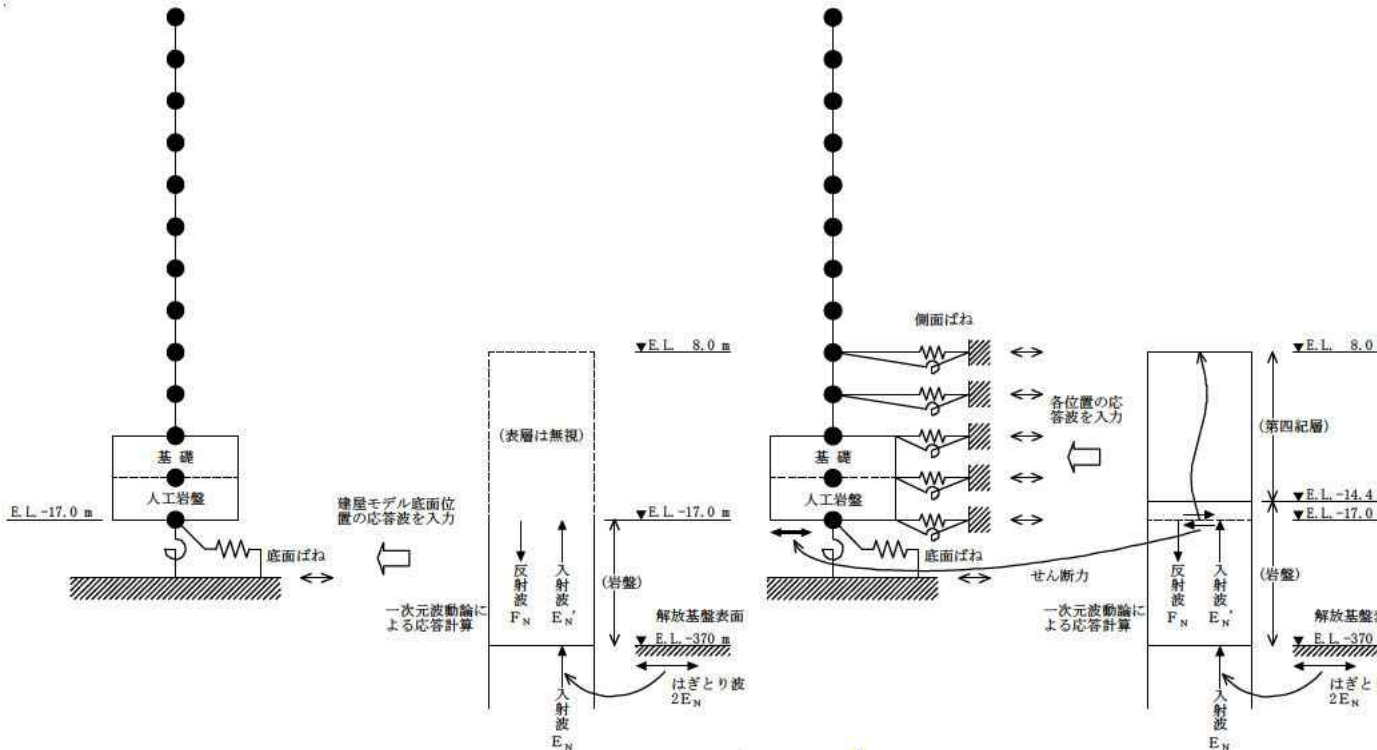 基 礎
人工岩盤
E.L.-17.0 m
底面ばね
建屋モデル底面位
置の応答波を入力
一次元波動論に
よる応答計算
(表層は無視)
反射波
F_N
入射波
E_N'
(岩盤)
E.L. 8.0 m
E.L.-17.0 m
解放基盤表面
E.L.-370 m
はぎとり波
2E_N
入射波
E_N
側面ばね
基 礎
人工岩盤
底面ばね
各位置の応
答波を入力
せん断力
一次元波動論に
よる応答計算
反射波
F_N
入射波
E_N'
E.L. 8.0
(第四紀層)
E.L.-14.4
E.L.-17.0
(岩盤)
解放基盤
E.L.-370
はぎと
2E_N
入射波
E_N